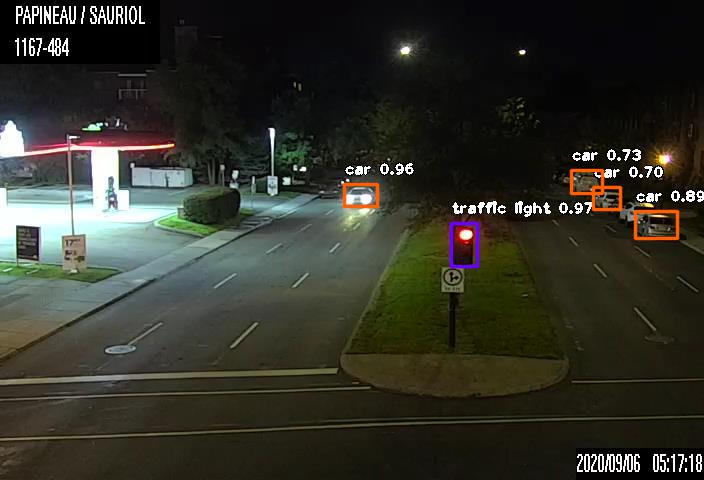 PAPINEAU / SAURIOL
1167-484
car 0.96
car 0.73
car 0.70
car 0.89
traffic light 0.97
2020/09/06 05:17:18